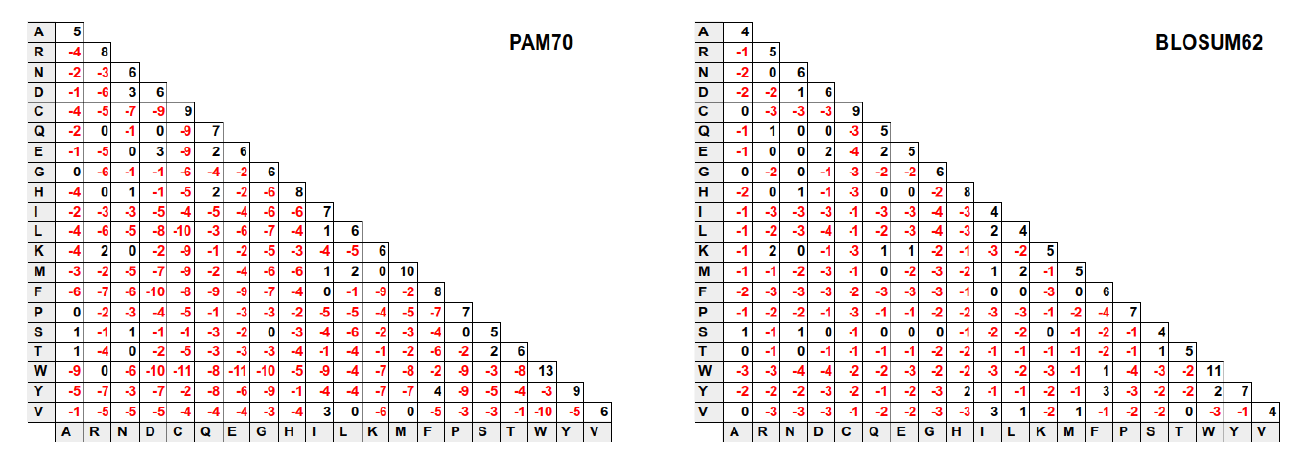 PAM70
A 5
R -4 8
N -2 -3 6
D -1 -6 3 6
C -4 -5 -7 -9 9
Q -2 0 -1 0 -9 7
E -1 -5 0 3 -9 2 6
G 0 -6 -1 -1 -6 -4 -2 6
H -4 0 1 -1 -5 2 -2 -6 8
I -2 -3 -3 -5 -4 -5 -4 -6 -6 7
L -4 -6 -5 -8 -10 -3 -6 -7 -4 1 6
K -4 2 0 -2 -9 -1 -2 -5 -3 -4 -5 6
M -3 -2 -5 -7 -9 -2 -4 -6 -6 1 2 0 10
F -6 -7 -6 -10 -8 -9 -9 -7 -4 0 -1 -9 -2 8
P 0 -2 -3 -4 -5 -1 -3 -3 -2 -5 -5 -4 -5 -7 7
S 1 -1 1 -1 -1 -3 -2 0 -3 -4 -6 -2 -3 -4 0 5
T 1 -4 0 -2 -5 -3 -3 -3 -4 -1 -4 -1 -2 -6 -2 2 6
W -9 0 -6 -10 -11 -8 -11 -10 -5 -9 -4 -7 -8 -2 -9 -3 -8 13
Y -5 -7 -3 -7 -2 -8 -6 -9 -1 -4 -4 -7 -7 4 -9 -5 -4 -3 9
V -1 -5 -5 -5 -4 -4 -4 -3 -4 3 0 -6 0 -5 -3 -3 -1 -10 -5 6
A R N D C Q E G H I L K M F P S T W Y V
BLOSUM62
A 4
R -1 5
N -2 0 6
D -2 -2 1 6
C 0 -3 -3 -3 9
Q -1 1 0 0 -3 5
E -1 0 0 2 -4 2 5
G 0 -2 0 -1 -3 -2 -2 6
H -2 0 1 -1 -3 0 0 -2 8
I -1 -3 -3 -3 -1 -3 -3 -4 -3 4
L -1 -2 -3 -4 -1 -2 -3 -4 -3 2 4
K -1 2 0 -1 -3 1 1 -2 -1 -3 -2 5
M -1 -1 -2 -3 -1 0 -2 -3 -2 1 2 -1 5
F -2 -3 -3 -3 -2 -3 -3 -3 -1 0 0 -3 0 6
P -1 -2 -2 -1 -3 -1 -1 -2 -2 -3 -3 -1 -2 -4 7
S 1 -1 1 0 -1 0 0 0 -1 -2 -2 0 -1 -2 -1 4
T 0 -1 0 -1 -1 -1 -1 -2 -2 -1 -1 -1 -1 -2 -1 1 5
W -3 -3 -4 -4 -2 -2 -3 -2 -2 -3 -2 -3 -1 1 -4 -3 -2 11
Y -2 -2 -2 -3 -2 -1 -2 -3 2 -1 -1 -2 -1 3 -3 -2 -2 2 7
V 0 -3 -3 -3 -1 -2 -2 -3 -3 3 1 -2 1 -1 -2 -2 0 -3 -1 4
A R N D C Q E G H I L K M F P S T W Y V